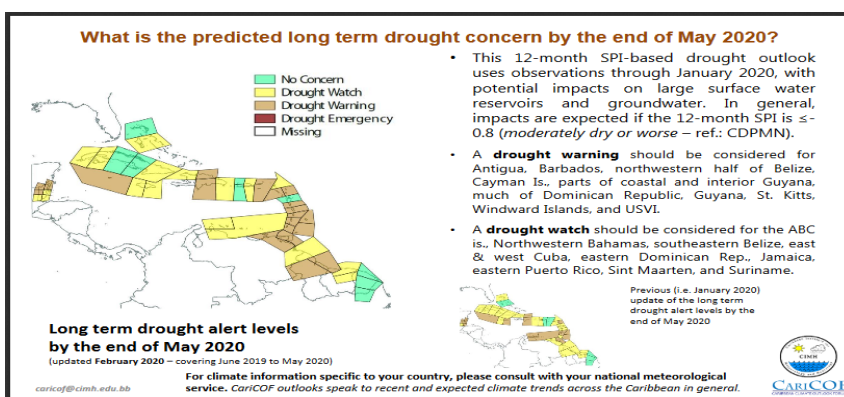 What is the predicted long term drought concern by the end of May 2020?
No Concern
Drought Watch
Drought Warning
Drought Emergency
Missing
• This 12-month SPI-based drought outlook
uses observations through January 2020, with
potential impacts on large surface water
reservoirs and groundwater. In general,
impacts are expected if the 12-month SPI is ≤-
0.8 (moderately dry or worse – ref.: CDPMN).
• A drought warning should be considered for
Antigua, Barbados, northwestern half of Belize,
Cayman Is., parts of coastal and interior Guyana,
much of Dominican Republic, Guyana, St. Kitts,
Windward Islands, and USVI.
• A drought watch should be considered for the ABC
is., Northwestern Bahamas, southeastern Belize, east
& west Cuba, eastern Dominican Rep., Jamaica,
eastern Puerto Rico, Sint Maarten, and Suriname.
Previous (i.e. January 2020)
update of the long term
drought alert levels by the
end of May 2020
Long term drought alert levels
by the end of May 2020
(updated February 2020 – covering June 2019 to May 2020)
For climate information specific to your country, please consult with your national meteorological
service. CariCOF outlooks speak to recent and expected climate trends across the Caribbean in general.
caricof@cimh.edu.bb
CIMH
CARICOF